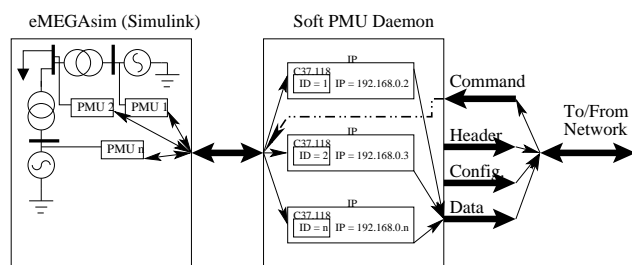 eMEGAsim (Simulink)
Soft PMU Daemon
PMU 2
PMU 1
PMU n
IP
C37.118
ID = 1 IP = 192.168.0.2
IP
C37.118
ID = 2 IP = 192.168.0.3
IP
C37.118
ID = n IP = 192.168.0.n
Command
Header
Config.
Data
To/From
Network